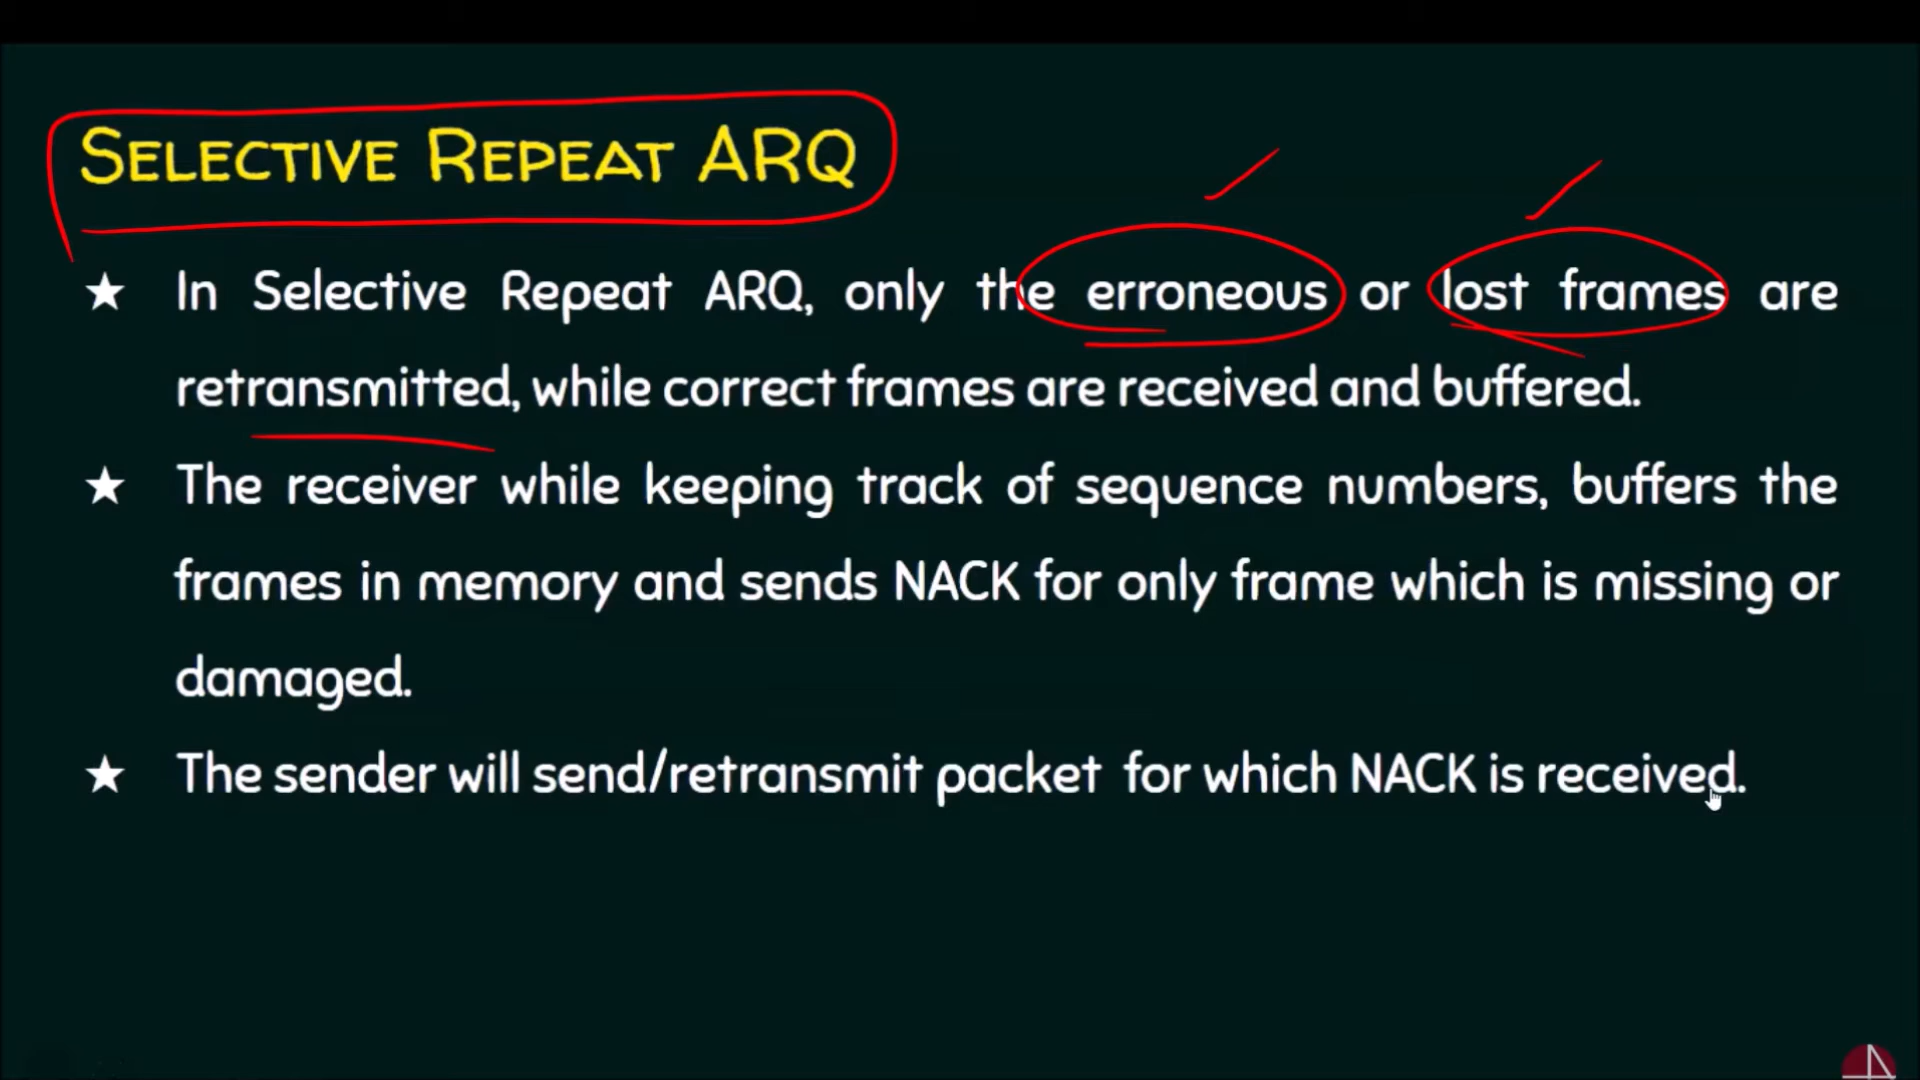 SELECTIVE REPEAT ARQ
★ In Selective Repeat ARQ, only the erroneous or lost frames are
retransmitted, while correct frames are received and buffered.
★ The receiver while keeping track of sequence numbers, buffers the
frames in memory and sends NACK for only frame which is missing or
damaged.
★ The sender will send/retransmit packet for which NACK is received.